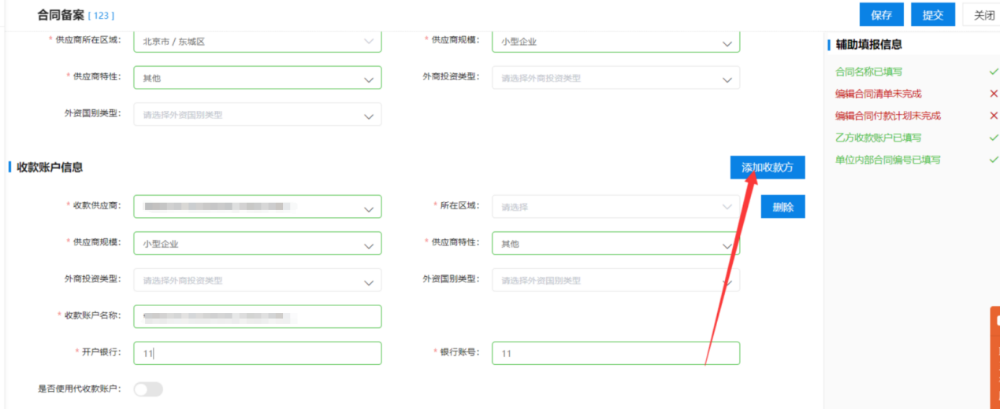 合同备案 [ 123 ]
保存 提交 关闭
* 供应商所在区域： 北京市 / 东城区 * 供应商规模： 小型企业
* 供应商特性： 其他 外商投资类型： 请选择外商投资类型
外资国别类型： 请选择外资国别类型
收款账户信息 添加收款方
* 收款供应商： * 所在区域： 请选择 删除
* 供应商规模： 小型企业 * 供应商特性： 其他
外商投资类型： 请选择外商投资类型 外资国别类型： 请选择外资国别类型
* 收款账户名称：
* 开户银行： 11 * 银行账号： 11
是否使用代收款账户：
辅助填报信息
合同名称已填写
编辑合同清单未完成
编辑合同付款计划未完成
乙方收款账户已填写
单位内部合同编号已填写